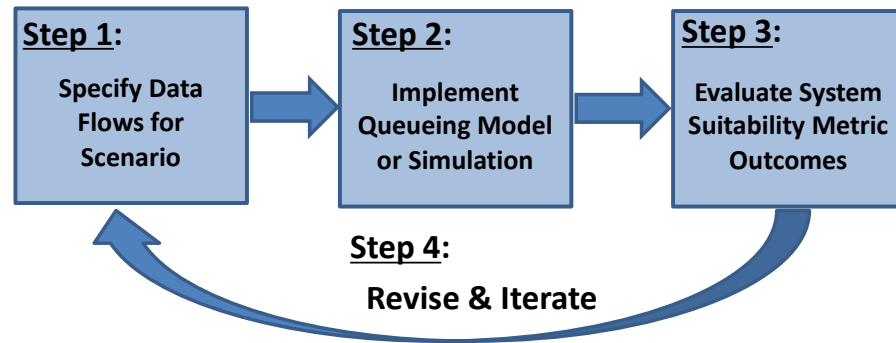 Step 1:
Specify Data
Flows for
Scenario
Step 2:
Implement
Queueing Model
or Simulation
Step 3:
Evaluate System
Suitability Metric
Outcomes
Step 4:
Revise & Iterate